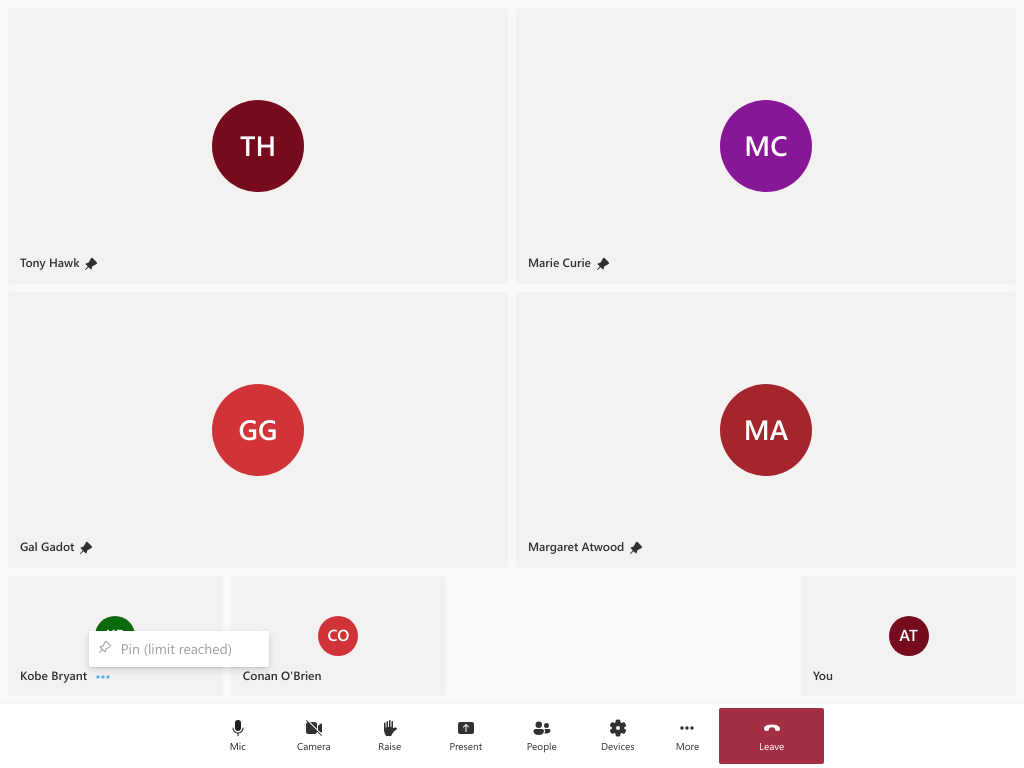 TH
MC
Tony Hawk
Marie Curie
GG
MA
Gal Gadot
Margaret Atwood
CO
AT
Pin (limit reached)
Kobe Bryant
Conan O'Brien
You
Mic
Camera
Raise
Present
People
Devices
More
Leave